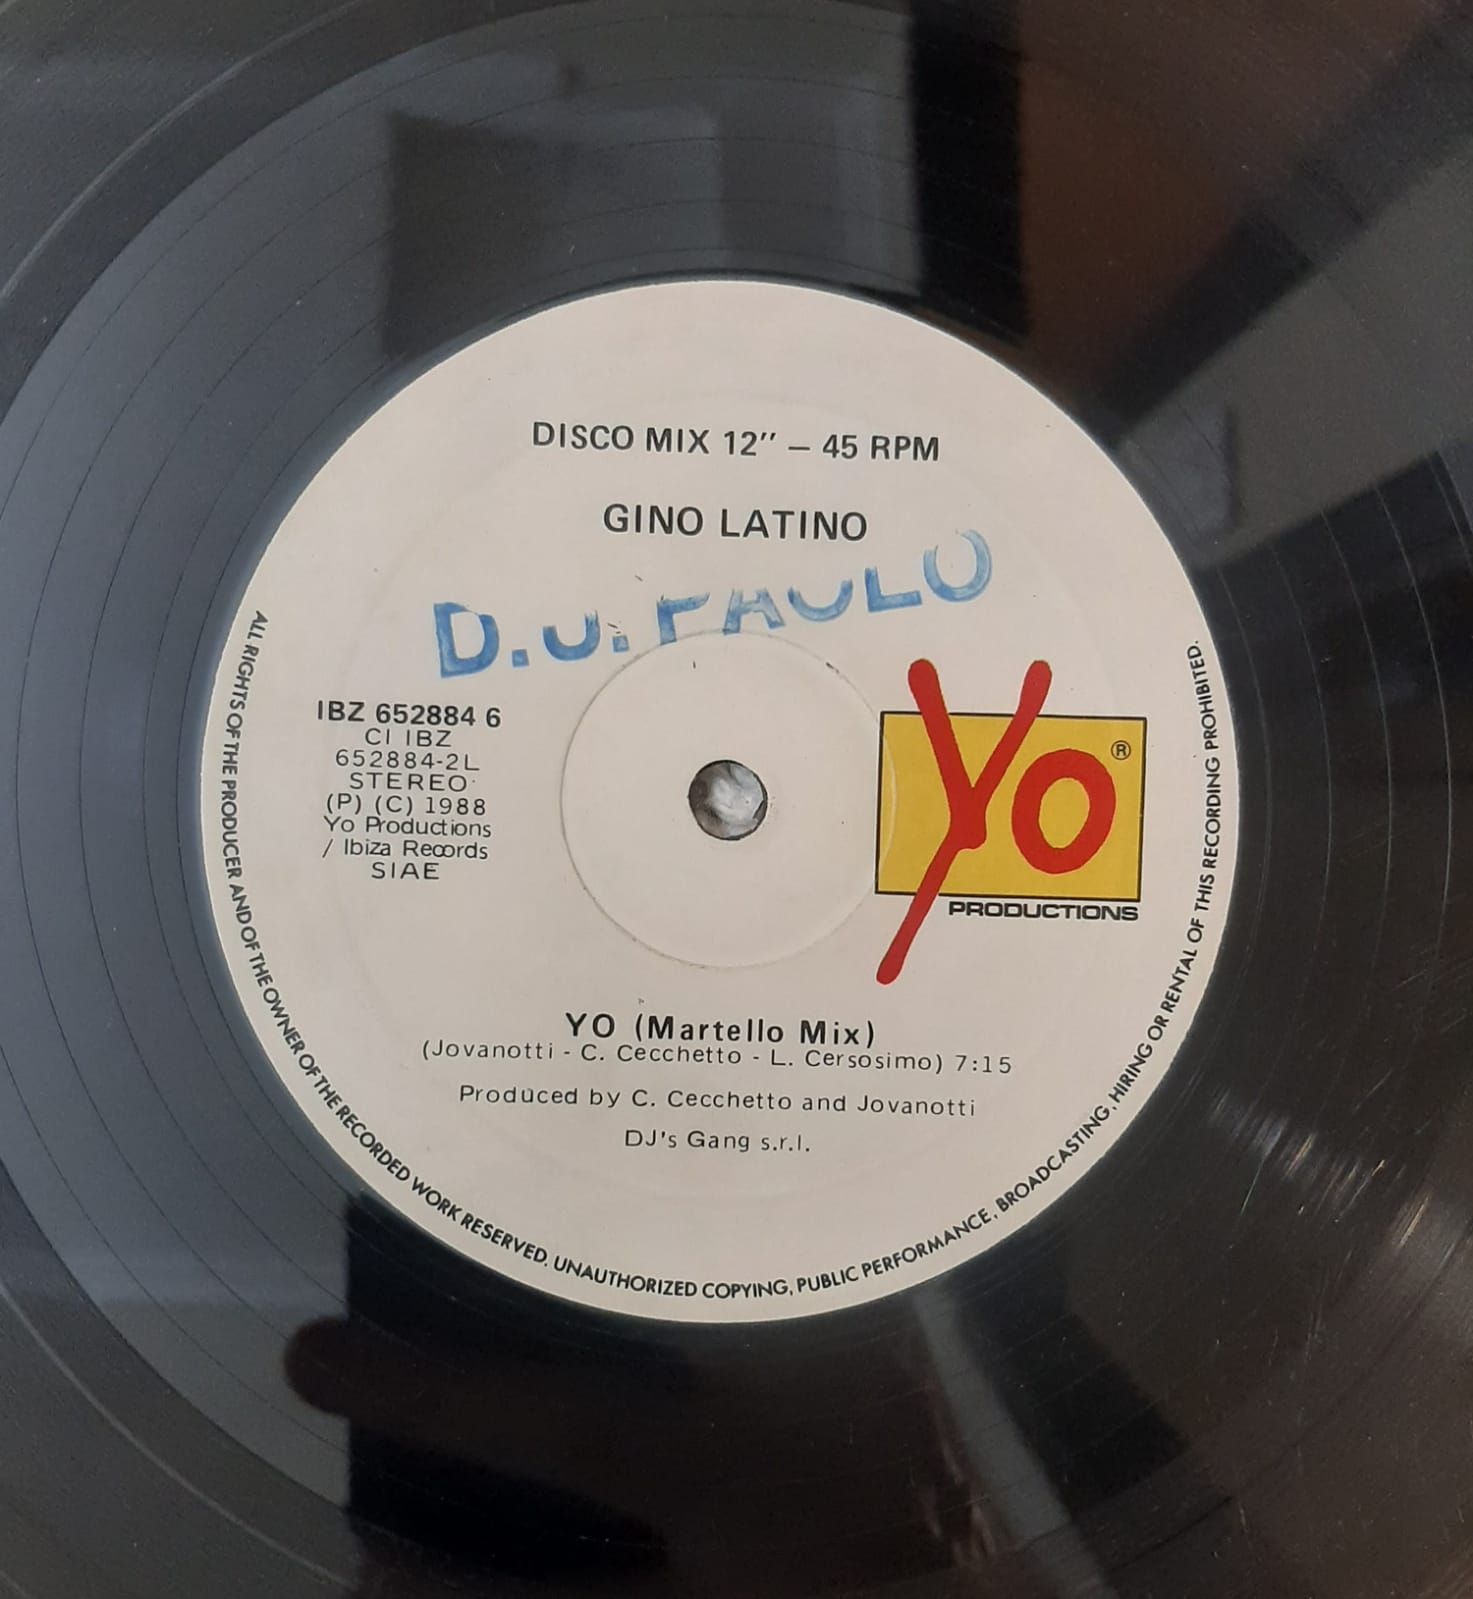 DISCO MIX 12" – 45 RPM
GINO LATINO
D.J. PAOLO
IBZ 652884 6
CI IBZ
652884-2L
STEREO
(P) (C) 1988
Yo Productions
/ Ibiza Records
SIAE
Yo ®
PRODUCTIONS
YO (Martello Mix)
(Jovanotti - C. Cecchetto - L. Cersosimo) 7:15
Produced by C. Cecchetto and Jovanotti
DJ's Gang s.r.l.
ALL RIGHTS OF THE PRODUCER AND OF THE OWNER OF THE RECORDED WORK RESERVED. UNAUTHORIZED COPYING, PUBLIC PERFORMANCE, BROADCASTING, HIRING OR RENTAL OF THIS RECORDING PROHIBITED.